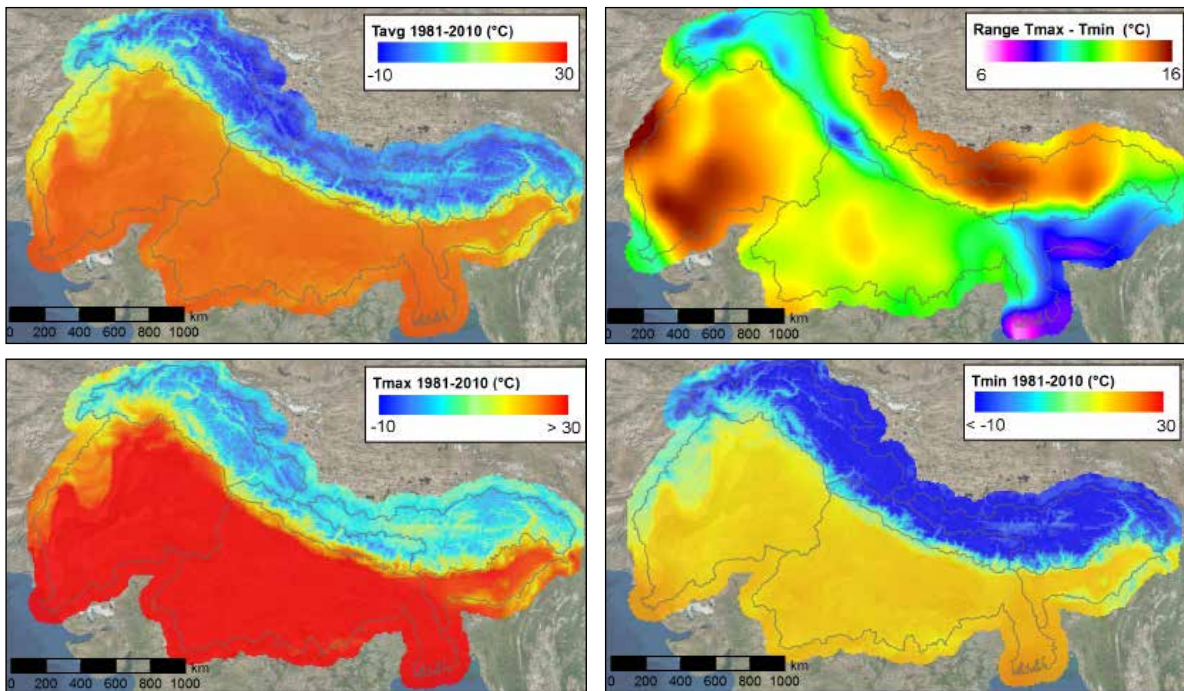 Tavg 1981-2010 (°C)
-10 30
km
0 200 400 600 800 1000
Range Tmax - Tmin (°C)
6 16
km
0 200 400 600 800 1000
Tmax 1981-2010 (°C)
-10 > 30
km
0 200 400 600 800 1000
Tmin 1981-2010 (°C)
< -10 30
km
0 200 400 600 800 1000